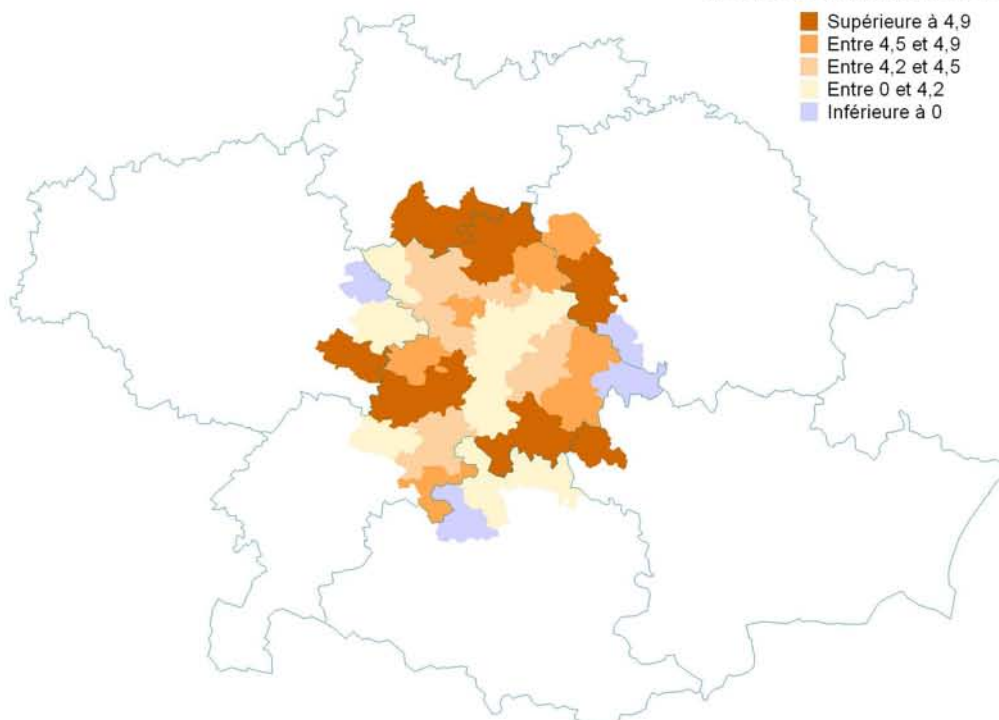 Supérieure à 4,9
Entre 4,5 et 4,9
Entre 4,2 et 4,5
Entre 0 et 4,2
Inférieure à 0